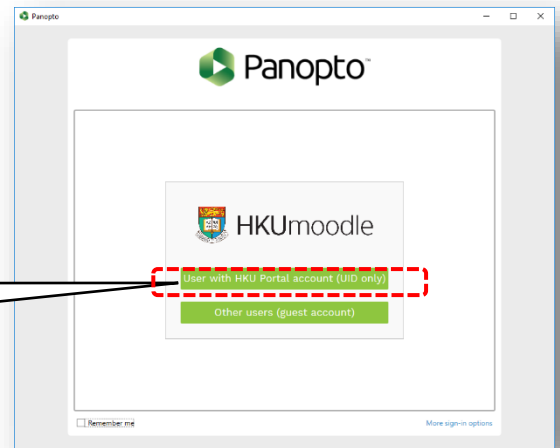 Panopto
Panopto™
HKUmoodle
User with HKU Portal account (UID only)
Other users (guest account)
Remember me
More sign-in options